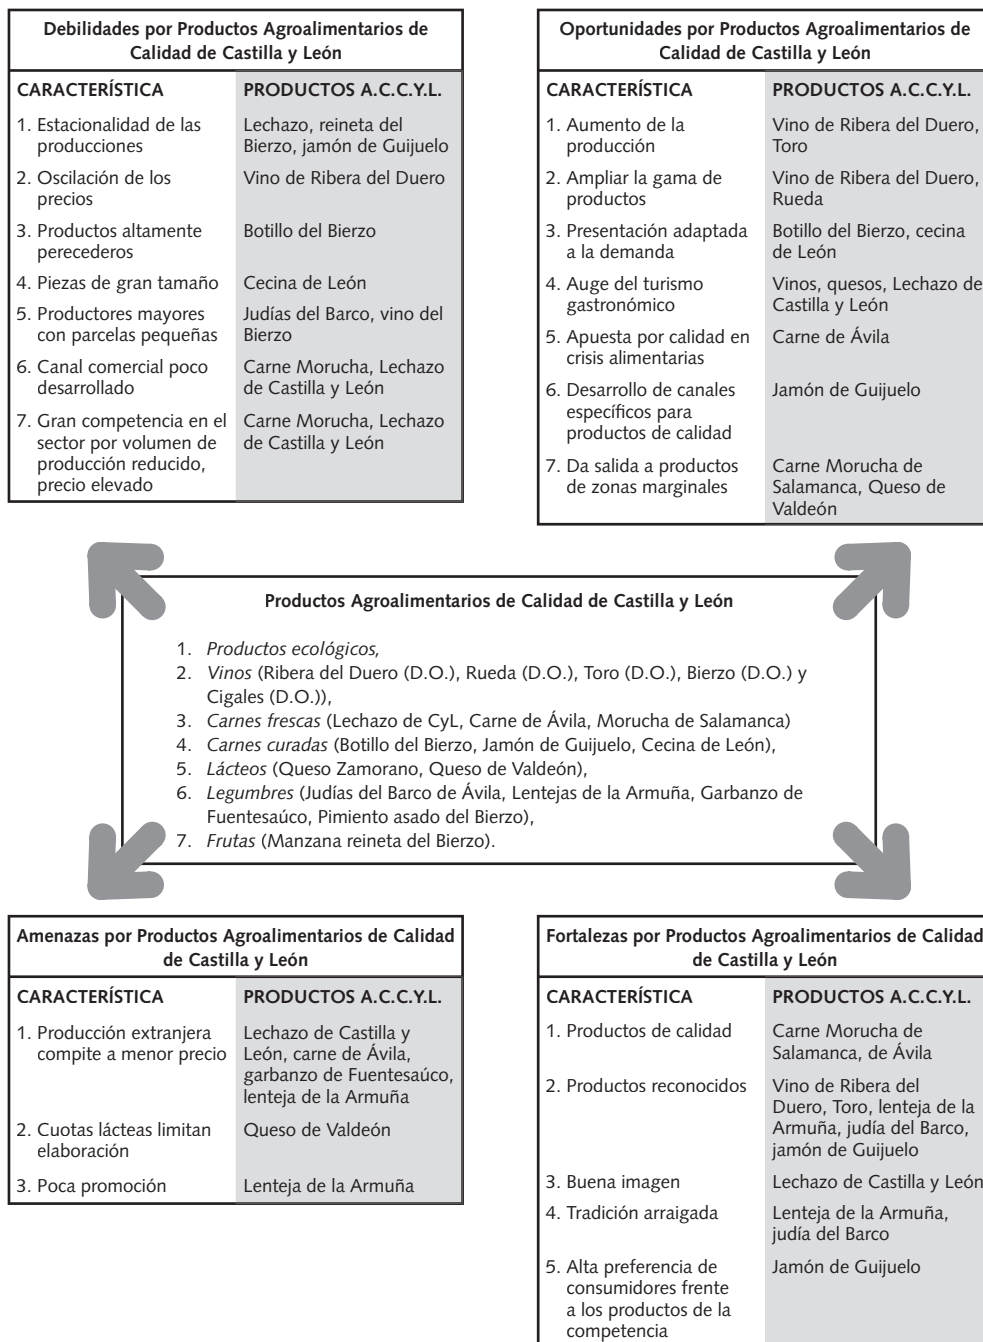 Debilidades por Productos Agroalimentarios de
Calidad de Castilla y León
CARACTERÍSTICA PRODUCTOS A.C.C.Y.L.
1. Estacionalidad de las Lechazo, reineta del
producciones Bierzo, jamón de Guijuelo
2. Oscilación de los Vino de Ribera del Duero
precios
3. Productos altamente Botillo del Bierzo
perecederos
4. Piezas de gran tamaño Cecina de León
5. Productores mayores Judías del Barco, vino del
con parcelas pequeñas Bierzo
6. Canal comercial poco Carne Morucha, Lechazo
desarrollado de Castilla y León
7. Gran competencia en el Carne Morucha, Lechazo
sector por volumen de de Castilla y León
producción reducido,
precio elevado
Oportunidades por Productos Agroalimentarios de
Calidad de Castilla y León
CARACTERÍSTICA PRODUCTOS A.C.C.Y.L.
1. Aumento de la Vino de Ribera del Duero,
producción Toro
2. Ampliar la gama de Vino de Ribera del Duero,
productos Rueda
3. Presentación adaptada Botillo del Bierzo, cecina
a la demanda de León
4. Auge del turismo Vinos, quesos, Lechazo de
gastronómico Castilla y León
5. Apuesta por calidad en Carne de Ávila
crisis alimentarias
6. Desarrollo de canales Jamón de Guijuelo
específicos para
productos de calidad
7. Da salida a productos Carne Morucha de
de zonas marginales Salamanca, Queso de
Valdeón
Productos Agroalimentarios de Calidad de Castilla y León
1. Productos ecológicos,
2. Vinos (Ribera del Duero (D.O.), Rueda (D.O.), Toro (D.O.), Bierzo (D.O.) y
Cigales (D.O.)),
3. Carnes frescas (Lechazo de CyL, Carne de Ávila, Morucha de Salamanca)
4. Carnes curadas (Botillo del Bierzo, Jamón de Guijuelo, Cecina de León),
5. Lácteos (Queso Zamorano, Queso de Valdeón),
6. Legumbres (Judías del Barco de Ávila, Lentejas de la Armuña, Garbanzo de
Fuentesaúco, Pimiento asado del Bierzo),
7. Frutas (Manzana reineta del Bierzo).
Amenazas por Productos Agroalimentarios de Calidad
de Castilla y León
CARACTERÍSTICA PRODUCTOS A.C.C.Y.L.
1. Producción extranjera Lechazo de Castilla y
compite a menor precio León, carne de Ávila,
garbanzo de Fuentesaúco,
lenteja de la Armuña
2. Cuotas lácteas limitan Queso de Valdeón
elaboración
3. Poca promoción Lenteja de la Armuña
Fortalezas por Productos Agroalimentarios de Calidad
de Castilla y León
CARACTERÍSTICA PRODUCTOS A.C.C.Y.L.
1. Productos de calidad Carne Morucha de
Salamanca, de Ávila
2. Productos reconocidos Vino de Ribera del
Duero, Toro, lenteja de la
Armuña, judía del Barco,
jamón de Guijuelo
3. Buena imagen Lechazo de Castilla y León
4. Tradición arraigada Lenteja de la Armuña,
judía del Barco
5. Alta preferencia de Jamón de Guijuelo
consumidores frente
a los productos de la
competencia